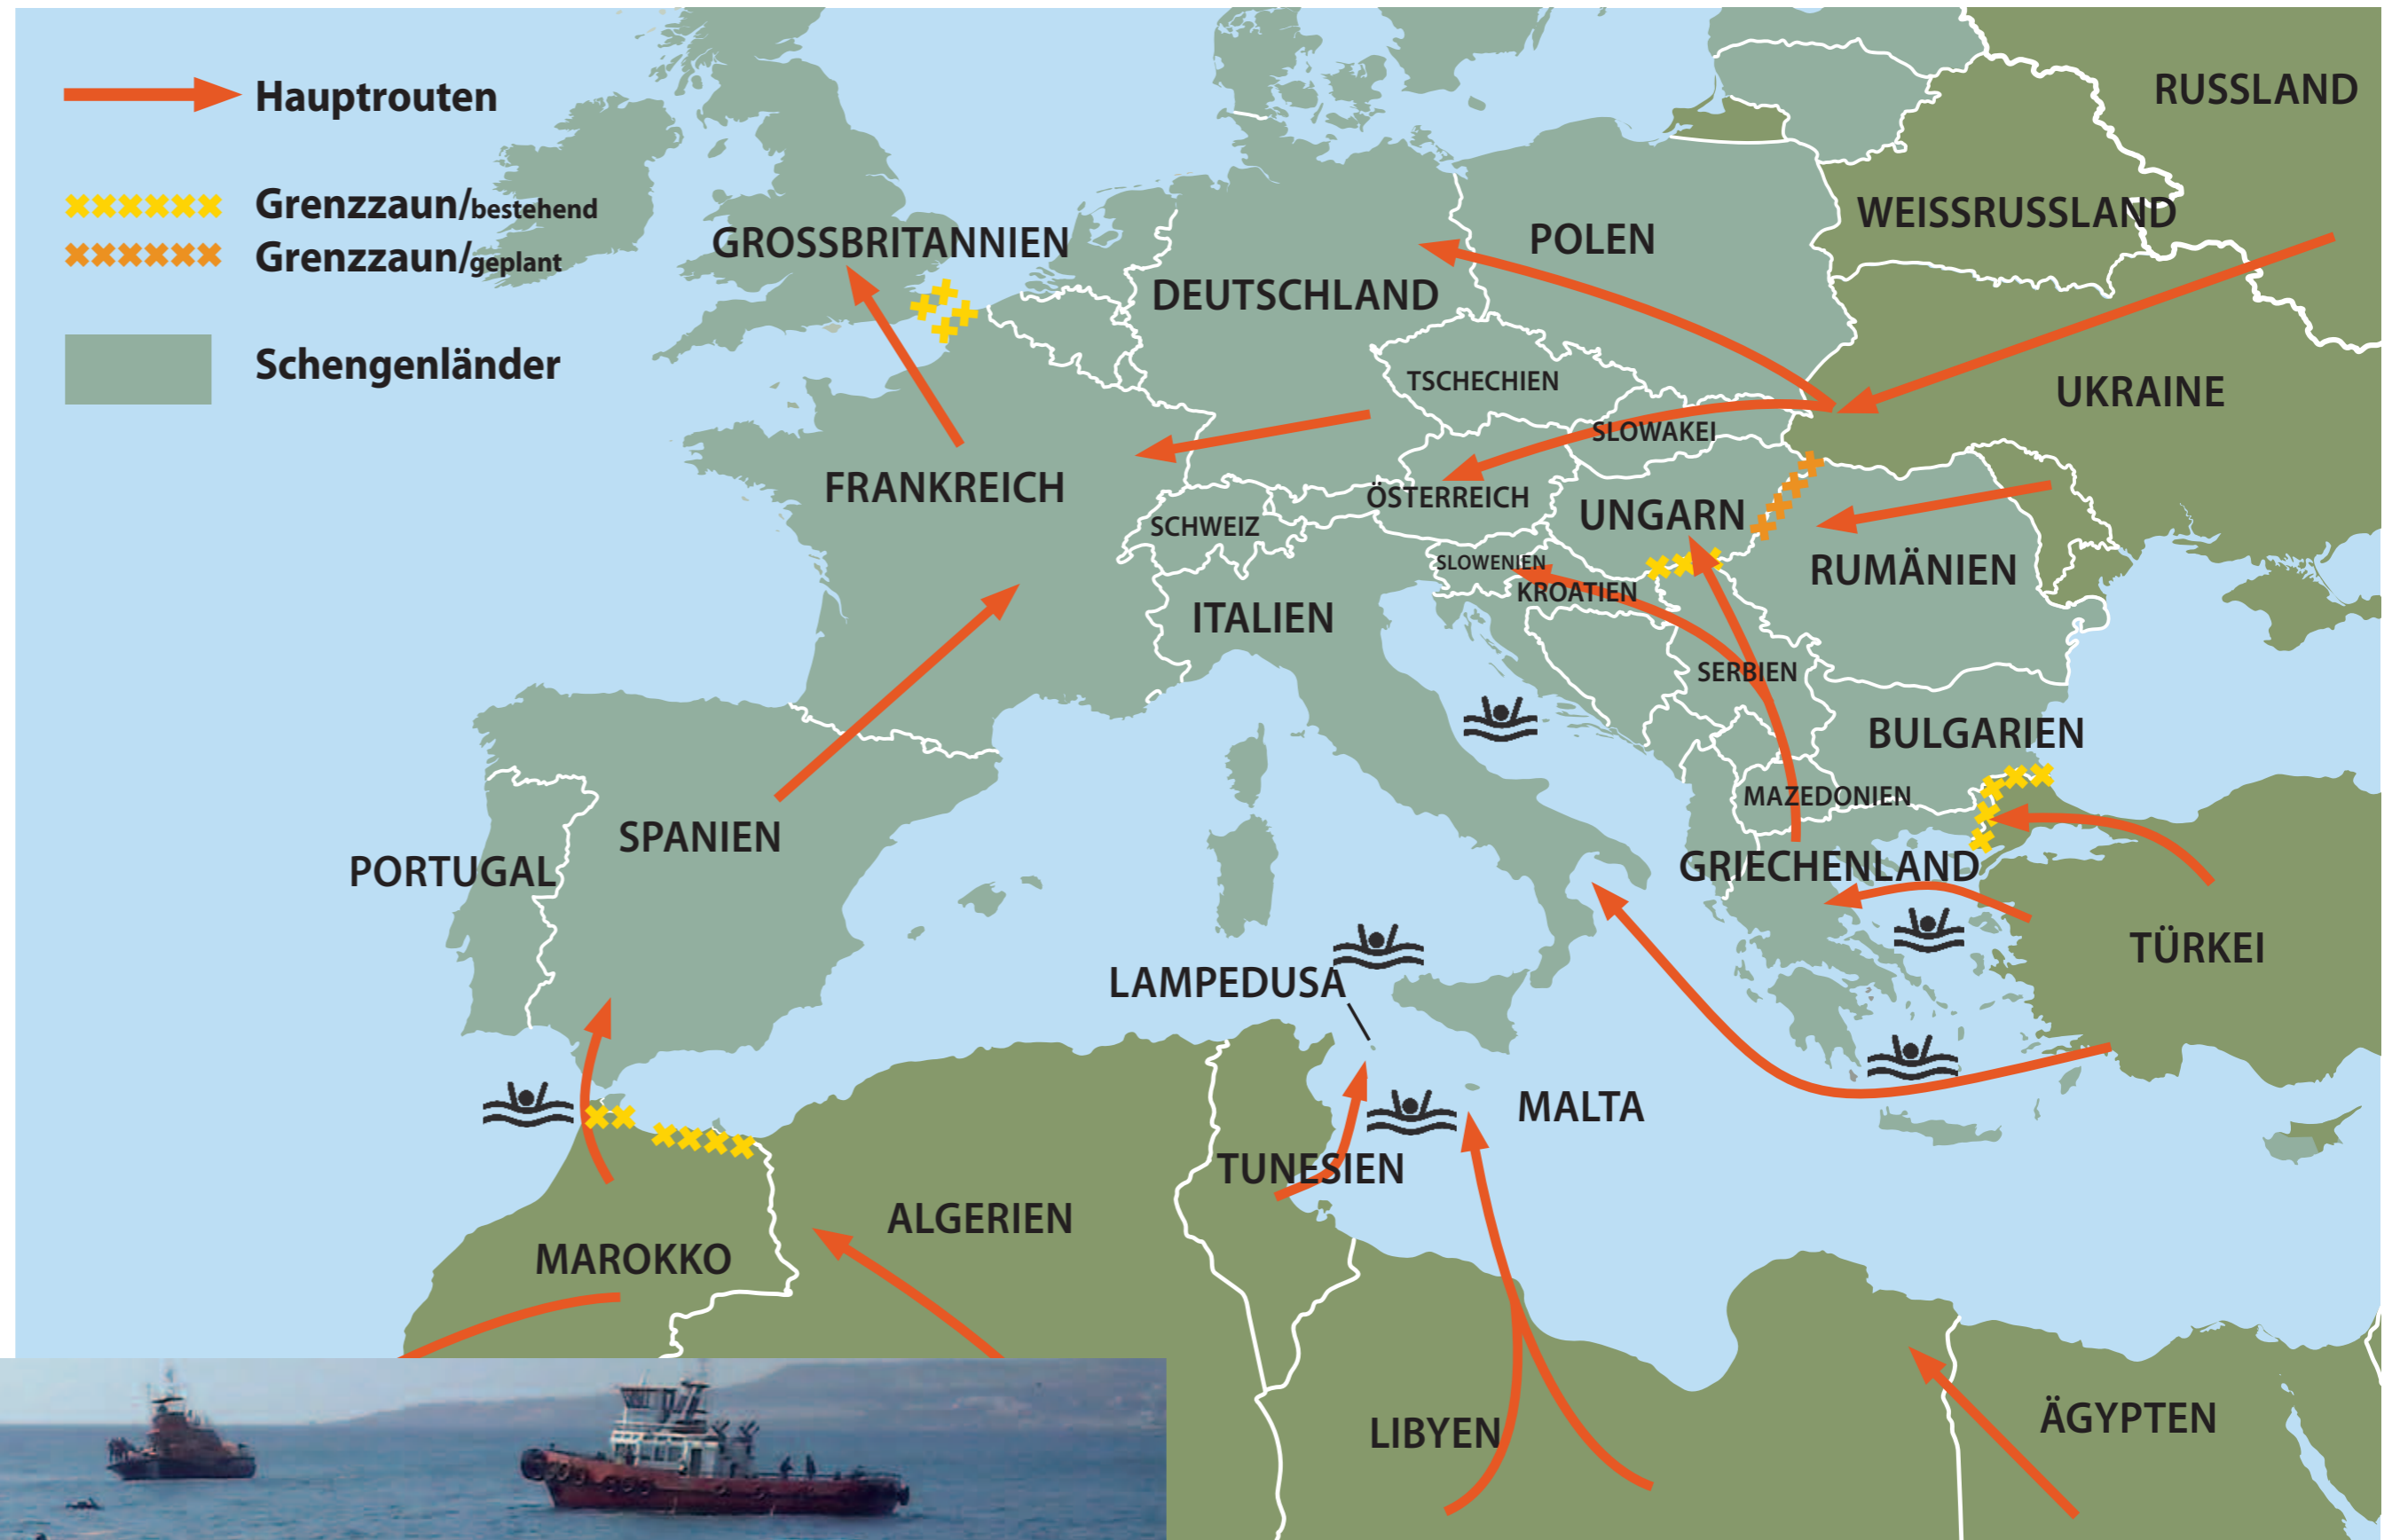 Hauptrouten
Grenzzaun/bestehend
Grenzzaun/geplant
Schengenländer
RUSSLAND
WEISSRUSSLAND
POLEN
GROSSBRITANNIEN
DEUTSCHLAND
TSCHECHIEN
UKRAINE
SLOWAKEI
FRANKREICH
ÖSTERREICH
UNGARN
SCHWEIZ
SLOWENIEN
RUMÄNIEN
KROATIEN
ITALIEN
SERBIEN
BULGARIEN
MAZEDONIEN
SPANIEN
PORTUGAL
GRIECHENLAND
TÜRKEI
LAMPEDUSA
MALTA
TUNESIEN
ALGERIEN
MAROKKO
LIBYEN
ÄGYPTEN